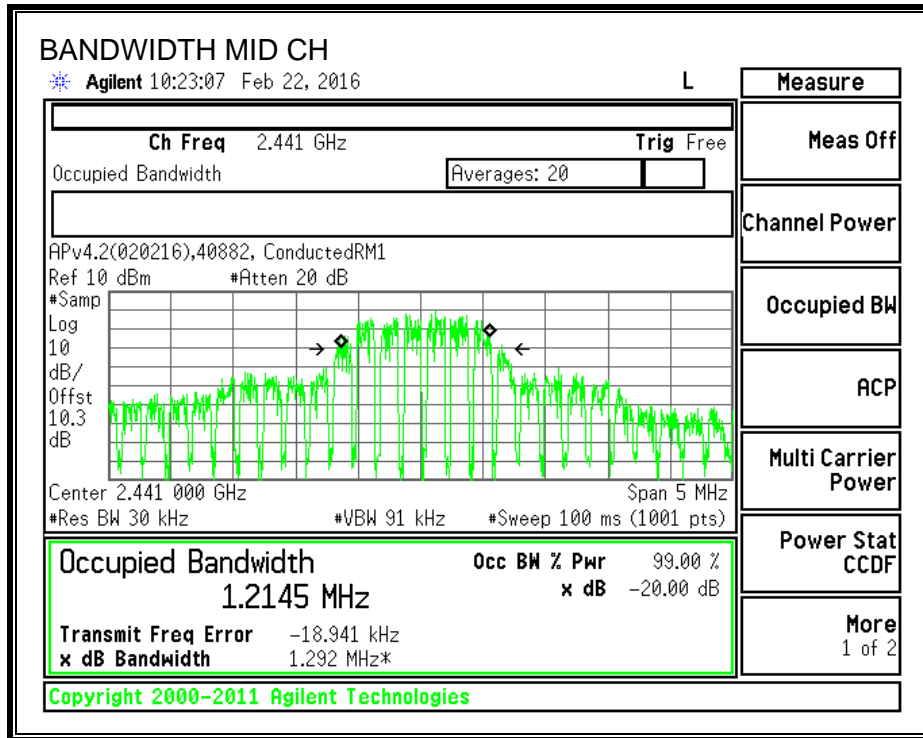 BANDWIDTH MID CH
Agilent 10:23:07 Feb 22, 2016 L
Measure
Ch Freq 2.441 GHz Trig Free
Meas Off
Occupied Bandwidth Averages: 20
Channel Power
APv4.2(020216),40882, ConductedRM1
Ref 10 dBm #Atten 20 dB
#Samp
Log
10
dB/
Offst
10.3
dB
Occupied BW
ACP
Multi Carrier
Power
Center 2.441 000 GHz Span 5 MHz
#Res BW 30 kHz #VBW 91 kHz #Sweep 100 ms (1001 pts)
Occupied Bandwidth Occ BW % Pwr 99.00 %
1.2145 MHz x dB -20.00 dB
Power Stat
CCDF
Transmit Freq Error -18.941 kHz
x dB Bandwidth 1.292 MHz*
More
1 of 2
Copyright 2000-2011 Agilent Technologies